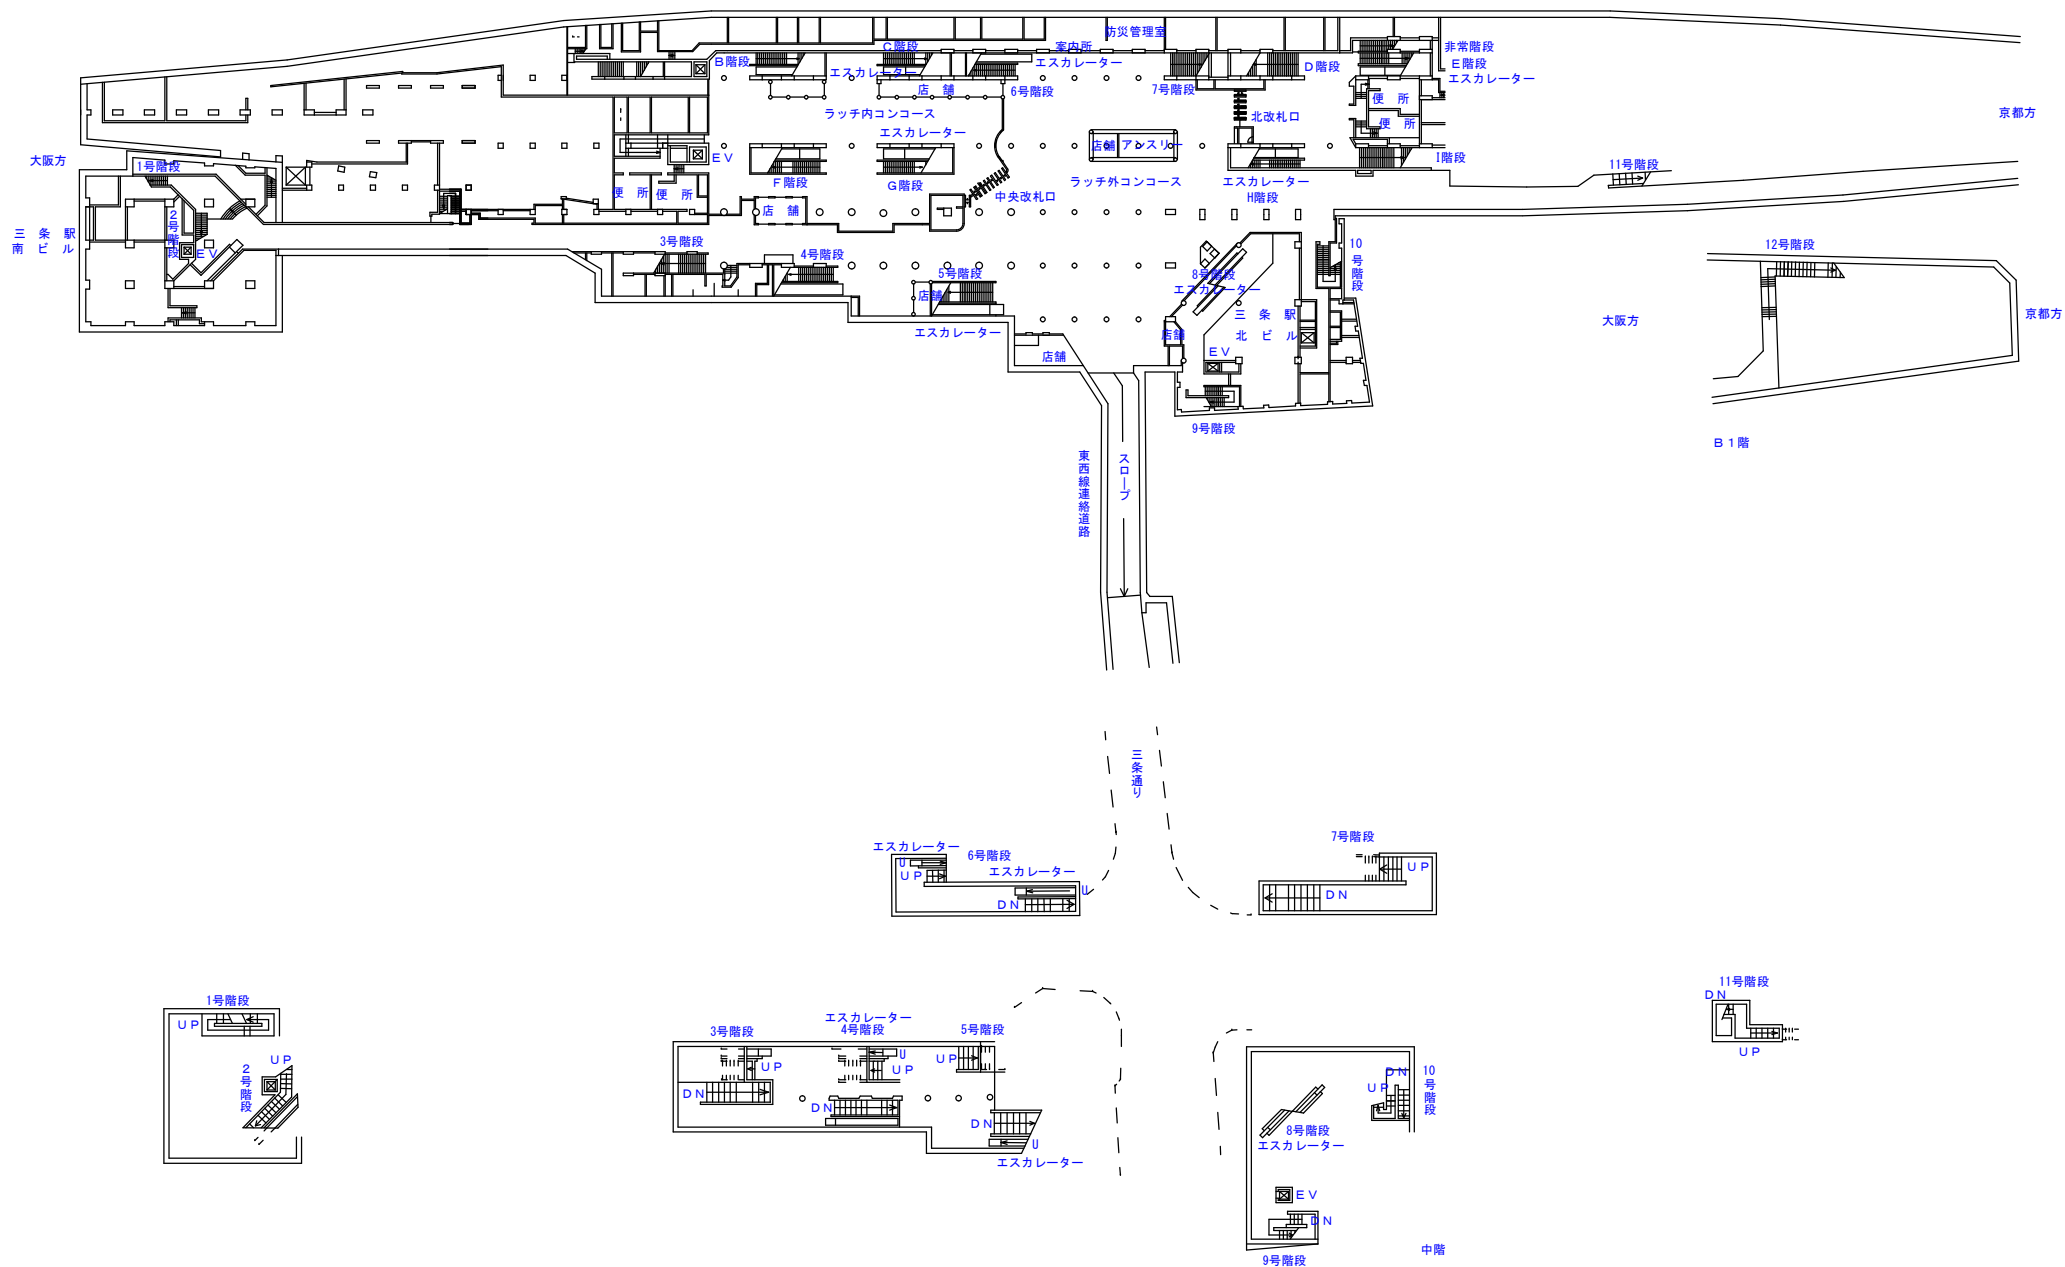 防災管理室
C階段
案内所
非常階段
B階段
エスカレーター
エスカレーター
D階段
E階段
エスカレーター
店　舗
6号階段
7号階段
便　所
ラッチ内コンコース
北改札口
京都方
エスカレーター
便　所
大阪方
1号階段
EV
店舗 アンスリー
I階段
11号階段
F階段
G階段
ラッチ外コンコース
エスカレーター
便　所
便　所
中央改札口
H階段
店　舗
2号階段
三　条　駅
南　ビ　ル
EV
3号階段
4号階段
10号階段
12号階段
5号階段
8号階段
エスカレーター
店舗
三　条　駅
北　ビ　ル
大阪方
京都方
エスカレーター
店舗
店舗
EV
9号階段
B1階
東西線連絡道路
スロープ
三条通り
エスカレーター
6号階段
7号階段
U
UP
エスカレーター
U
DN
UP
DN
1号階段
UP
UP
2号階段
エスカレーター
3号階段
4号階段
5号階段
U
UP
UP
UP
DN
DN
DN
U
エスカレーター
11号階段
DN
UP
DN
UP
10号階段
8号階段
エスカレーター
EV
DN
9号階段
中階